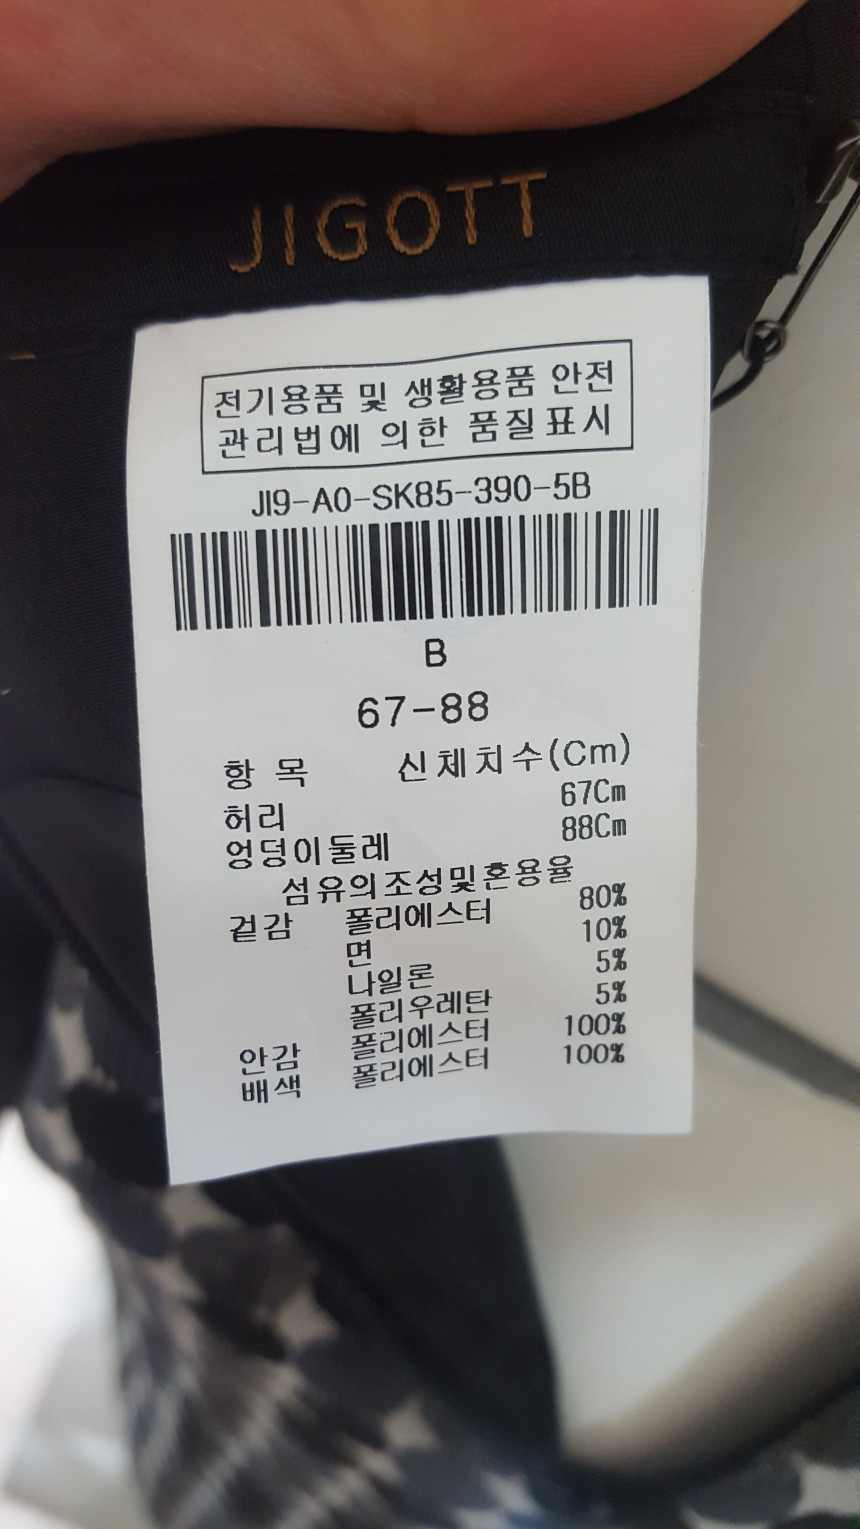 JIGOTT
전기용품 및 생활용품 안전
관리법에 의한 품질표시
JI9-A0-SK85-390-5B
B
67-88
항 목 신체치수(Cm)
허리 67Cm
엉덩이둘레 88Cm
섬유의조성및혼용율
겉감 폴리에스터 80%
면 10%
나일론 5%
폴리우레탄 5%
안감 폴리에스터 100%
배색 폴리에스터 100%